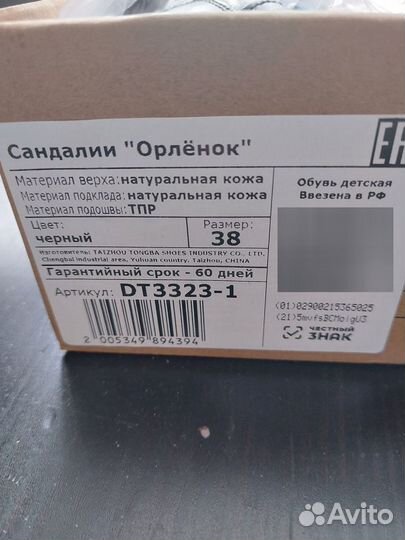 Сандалии "Орлёнок"
Материал верха: натуральная кожа
Материал подклада: натуральная кожа
Материал подошвы: ТПР
Цвет:
черный
Размер:
38
ИЗГОТОВИТЕЛЬ: TAIZHOU TONGBA SHOES INDUSTRY CO., LTD.
Chengbai industrial area, Yuhuan country, Taizhou, CHINA
Гарантийный срок - 60 дней
Артикул: DT3323-1
2 005349 894394
EAC
Обувь детская
Ввезена в РФ
(01)02900215365025
(21)5mvfsBCMoigU3
ЧЕСТНЫЙ
ЗНАК
Avito